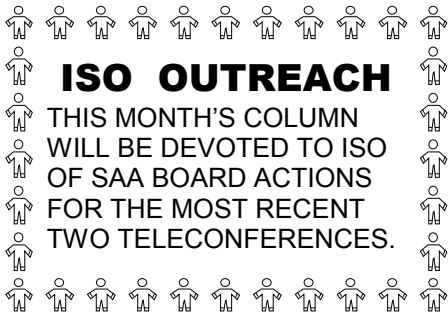 ISO OUTREACH
THIS MONTH'S COLUMN
WILL BE DEVOTED TO ISO
OF SAA BOARD ACTIONS
FOR THE MOST RECENT
TWO TELECONFERENCES.